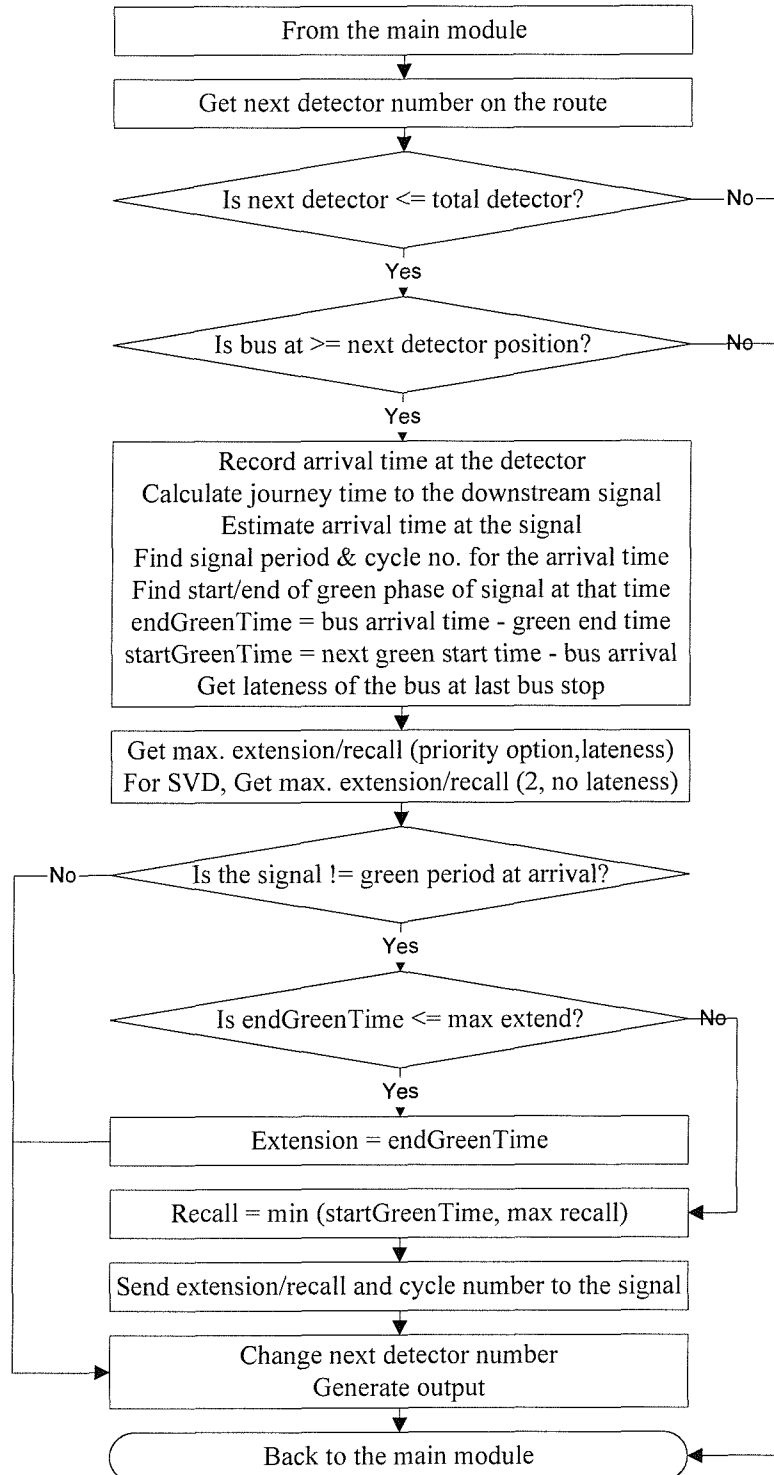 From the main module
Get next detector number on the route
Is next detector <= total detector?
No
Yes
Is bus at >= next detector position?
No
Yes
Record arrival time at the detector
Calculate journey time to the downstream signal
Estimate arrival time at the signal
Find signal period & cycle no. for the arrival time
Find start/end of green phase of signal at that time
endGreenTime = bus arrival time - green end time
startGreenTime = next green start time - bus arrival
Get lateness of the bus at last bus stop
Get max. extension/recall (priority option,lateness)
For SVD, Get max. extension/recall (2, no lateness)
No
Is the signal != green period at arrival?
Yes
Is endGreenTime <= max extend?
No
Yes
Extension = endGreenTime
Recall = min (startGreenTime, max recall)
Send extension/recall and cycle number to the signal
Change next detector number
Generate output
Back to the main module